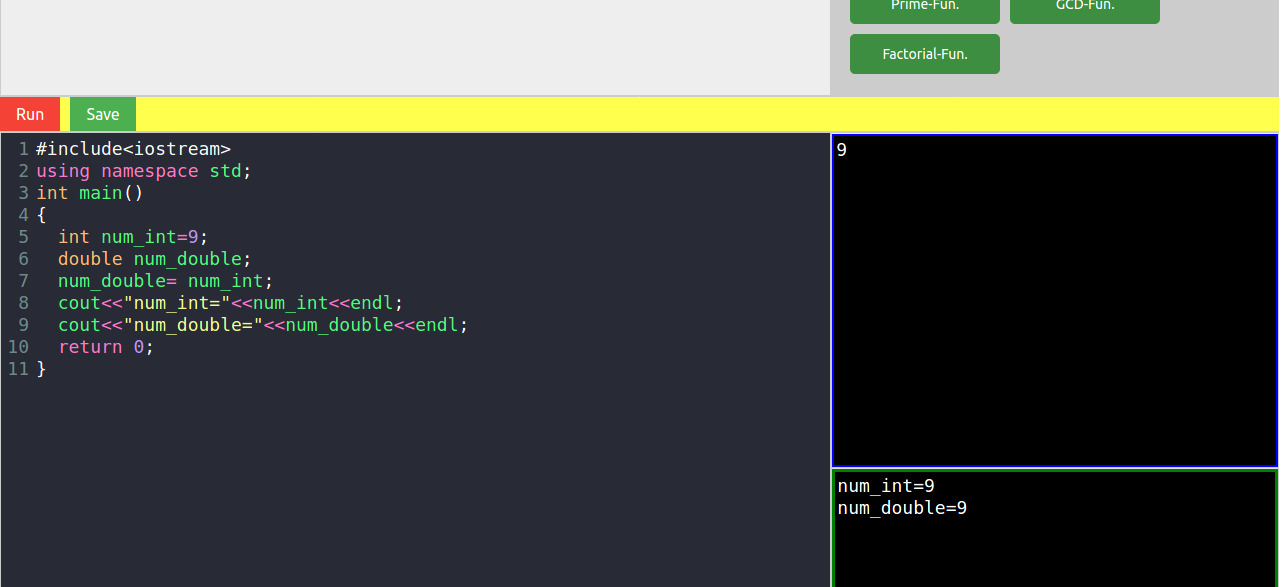 Prime-Fun. GCD-Fun.
Factorial-Fun.
Run Save
1 #include<iostream>
2 using namespace std;
3 int main()
4 {
5   int num_int=9;
6   double num_double;
7   num_double= num_int;
8   cout<<"num_int="<<num_int<<endl;
9   cout<<"num_double="<<num_double<<endl;
10   return 0;
11 }
9
num_int=9
num_double=9